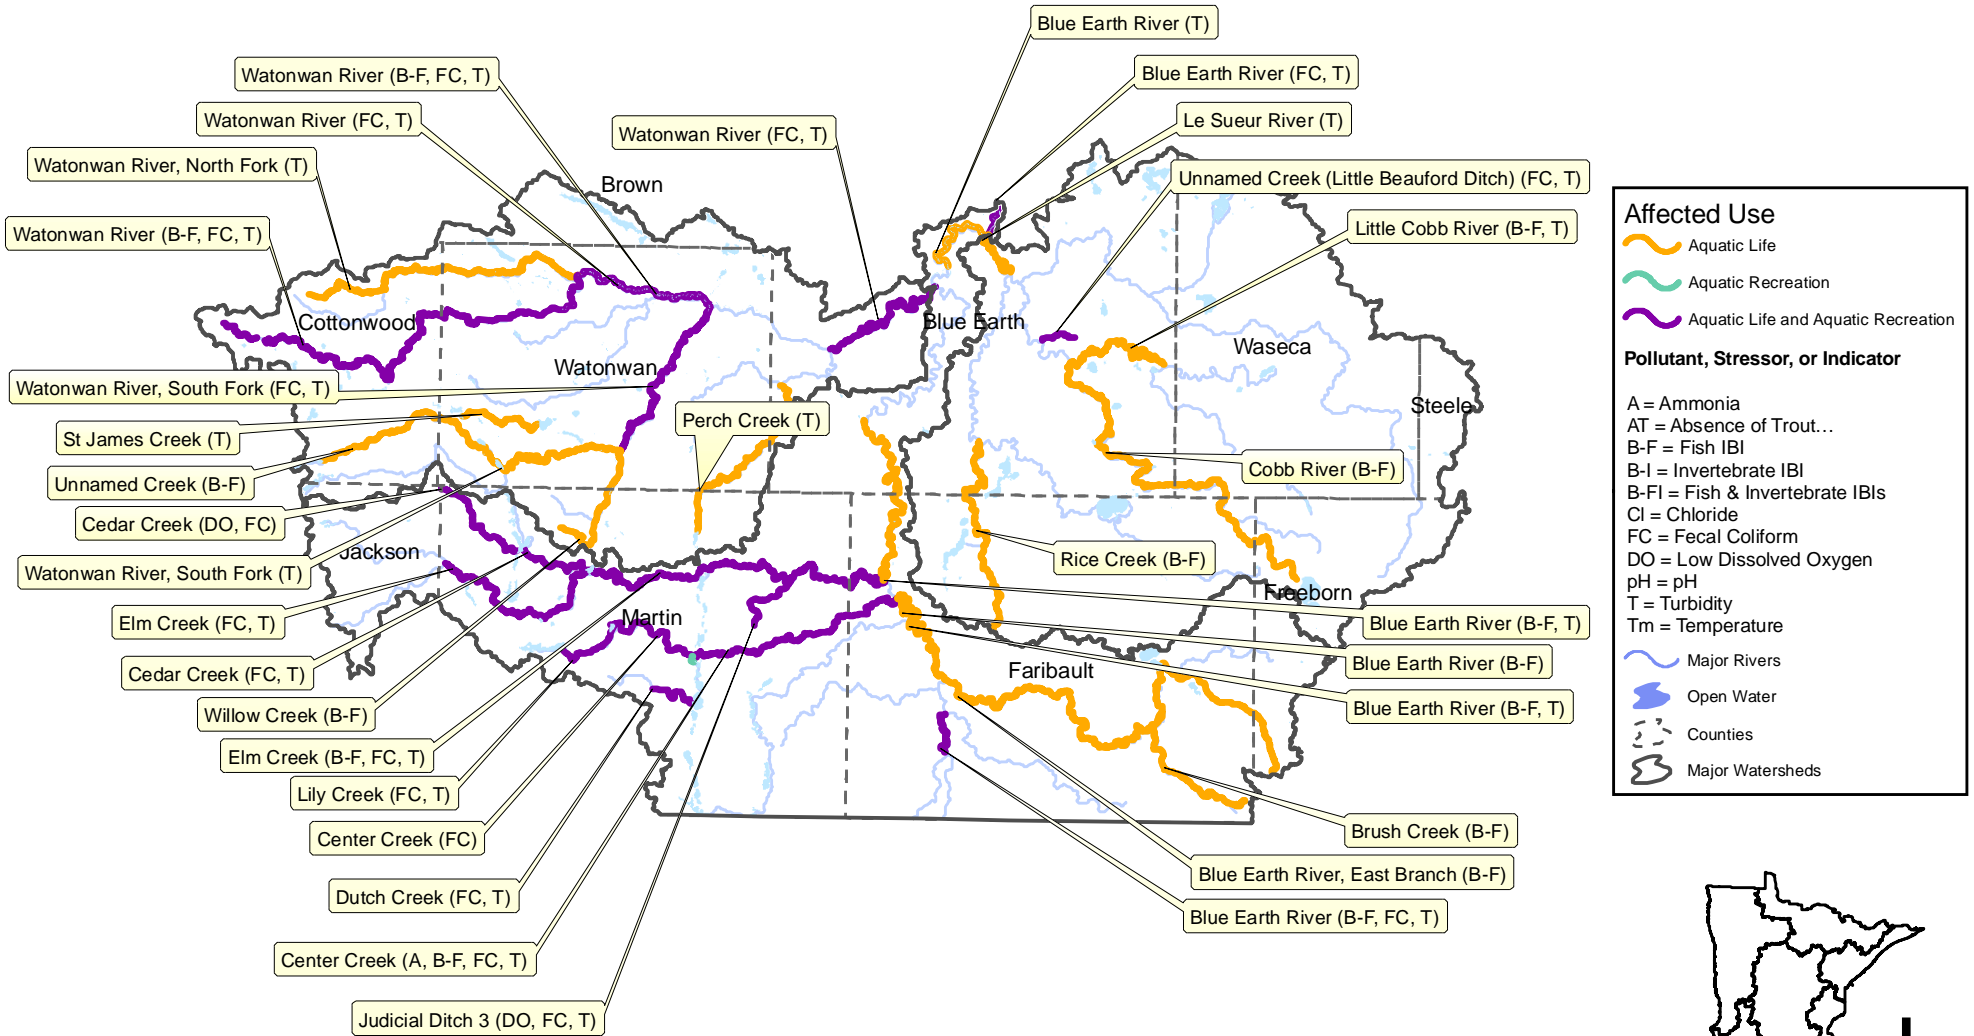 Blue Earth River (T)
Watonwan River (B-F, FC, T)
Blue Earth River (FC, T)
Watonwan River (FC, T)
Watonwan River (FC, T)
Le Sueur River (T)
Watonwan River, North Fork (T)
Unnamed Creek (Little Beauford Ditch) (FC, T)
Brown
Watonwan River (B-F, FC, T)
Little Cobb River (B-F, T)
Cottonwood
Blue Earth
Waseca
Watonwan
Watonwan River, South Fork (FC, T)
Steele
Perch Creek (T)
St James Creek (T)
Cobb River (B-F)
Unnamed Creek (B-F)
Cedar Creek (DO, FC)
Jackson
Rice Creek (B-F)
Watonwan River, South Fork (T)
Freeborn
Elm Creek (FC, T)
Martin
Blue Earth River (B-F, T)
Blue Earth River (B-F)
Cedar Creek (FC, T)
Faribault
Blue Earth River (B-F, T)
Willow Creek (B-F)
Elm Creek (B-F, FC, T)
Lily Creek (FC, T)
Center Creek (FC)
Brush Creek (B-F)
Blue Earth River, East Branch (B-F)
Dutch Creek (FC, T)
Blue Earth River (B-F, FC, T)
Center Creek (A, B-F, FC, T)
Judicial Ditch 3 (DO, FC, T)
Affected Use
Aquatic Life
Aquatic Recreation
Aquatic Life and Aquatic Recreation
Pollutant, Stressor, or Indicator
A = Ammonia
AT = Absence of Trout…
B-F = Fish IBI
B-I = Invertebrate IBI
B-FI = Fish & Invertebrate IBIs
Cl = Chloride
FC = Fecal Coliform
DO = Low Dissolved Oxygen
pH = pH
T = Turbidity
Tm = Temperature
Major Rivers
Open Water
Counties
Major Watersheds